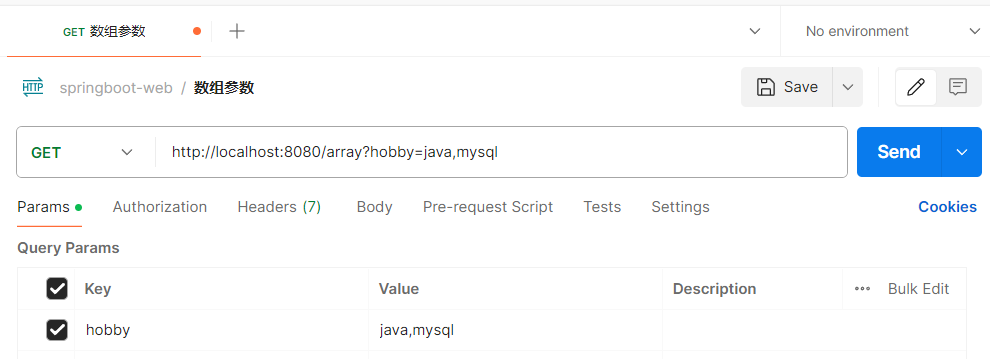 GET 数组参数
No environment
HTTP springboot-web / 数组参数
Save
GET http://localhost:8080/array?hobby=java,mysql Send
Params Authorization Headers (7) Body Pre-request Script Tests Settings Cookies
Query Params
Key Value Description Bulk Edit
hobby java,mysql